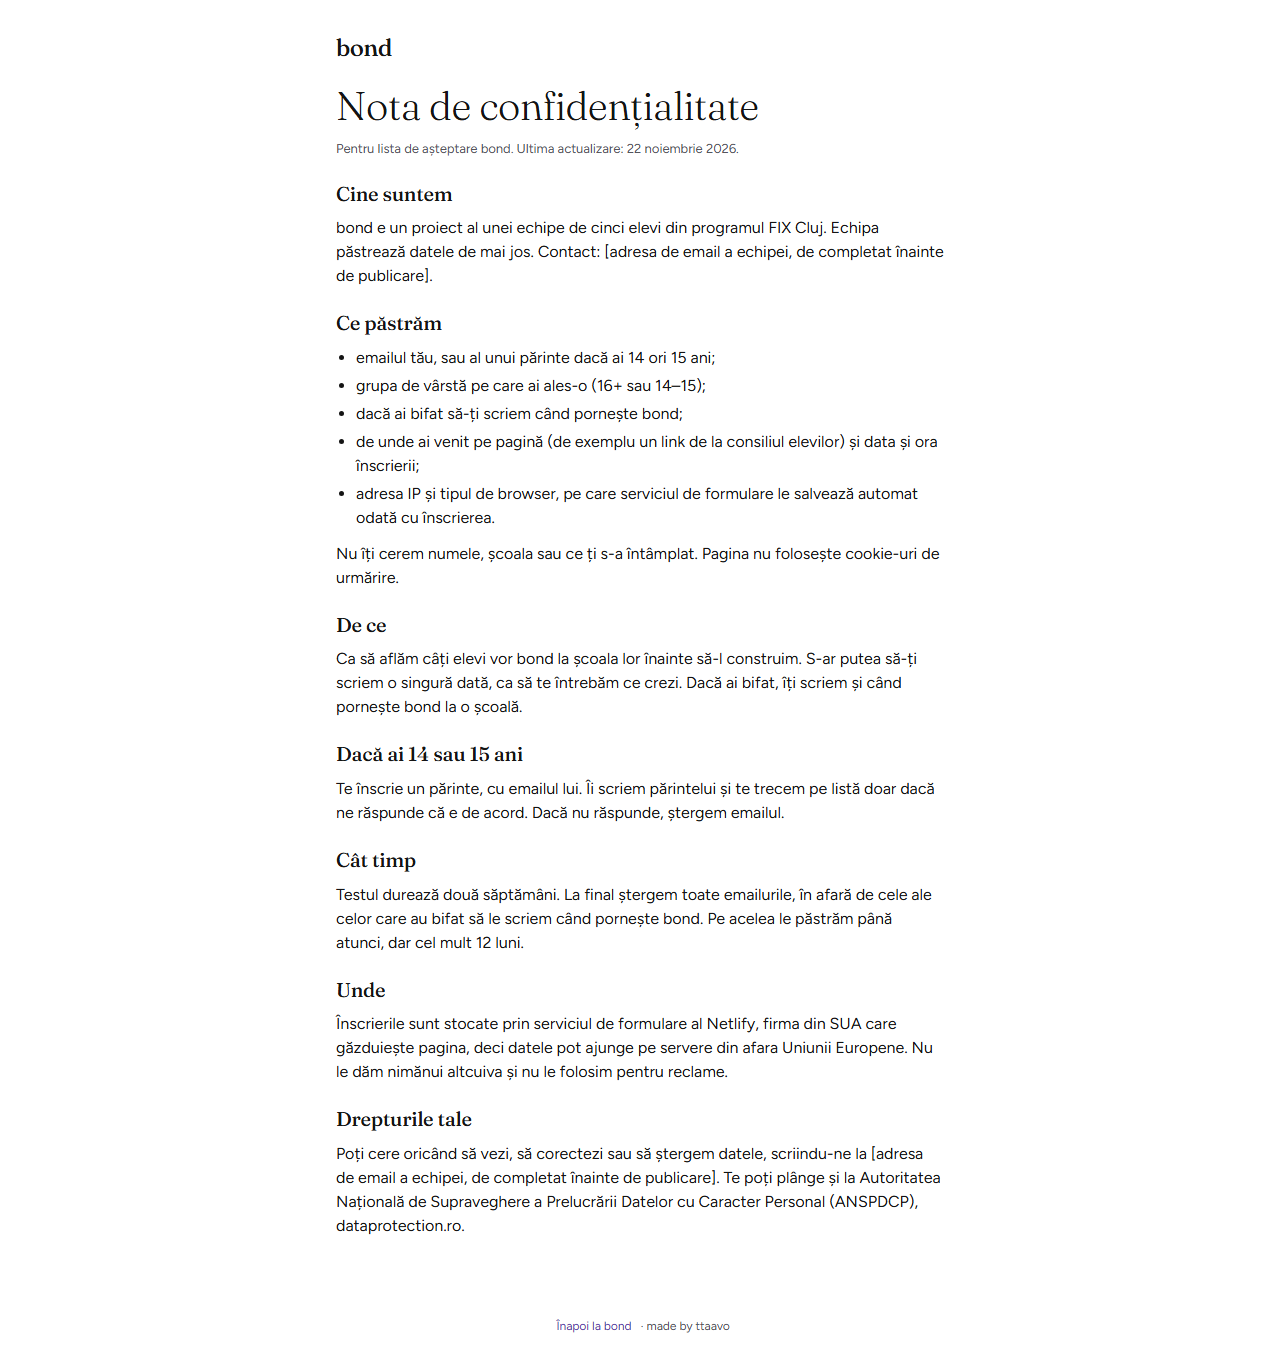 bond
Nota de confidențialitate
Pentru lista de așteptare bond. Ultima actualizare: 22 noiembrie 2026.
Cine suntem
bond e un proiect al unei echipe de cinci elevi din programul FIX Cluj. Echipa
păstrează datele de mai jos. Contact: [adresa de email a echipei, de completat înainte
de publicare].
Ce păstrăm
• emailul tău, sau al unui părinte dacă ai 14 ori 15 ani;
• grupa de vârstă pe care ai ales-o (16+ sau 14–15);
• dacă ai bifat să-ți scriem când pornește bond;
• de unde ai venit pe pagină (de exemplu un link de la consiliul elevilor) și data și ora
înscrierii;
• adresa IP și tipul de browser, pe care serviciul de formulare le salvează automat
odată cu înscrierea.
Nu îți cerem numele, școala sau ce ți s-a întâmplat. Pagina nu folosește cookie-uri de
urmărire.
De ce
Ca să aflăm câți elevi vor bond la școala lor înainte să-l construim. S-ar putea să-ți
scriem o singură dată, ca să te întrebăm ce crezi. Dacă ai bifat, îți scriem și când
pornește bond la o școală.
Dacă ai 14 sau 15 ani
Te înscrie un părinte, cu emailul lui. Îi scriem părintelui și te trecem pe listă doar dacă
ne răspunde că e de acord. Dacă nu răspunde, ștergem emailul.
Cât timp
Testul durează două săptămâni. La final ștergem toate emailurile, în afară de cele ale
celor care au bifat să le scriem când pornește bond. Pe acelea le păstrăm până
atunci, dar cel mult 12 luni.
Unde
Înscrierile sunt stocate prin serviciul de formulare al Netlify, firma din SUA care
găzduiește pagina, deci datele pot ajunge pe servere din afara Uniunii Europene. Nu
le dăm nimănui altcuiva și nu le folosim pentru reclame.
Drepturile tale
Poți cere oricând să vezi, să corectezi sau să ștergem datele, scriindu-ne la [adresa
de email a echipei, de completat înainte de publicare]. Te poți plânge și la Autoritatea
Națională de Supraveghere a Prelucrării Datelor cu Caracter Personal (ANSPDCP),
dataprotection.ro.
Înapoi la bond · made by ttaavo